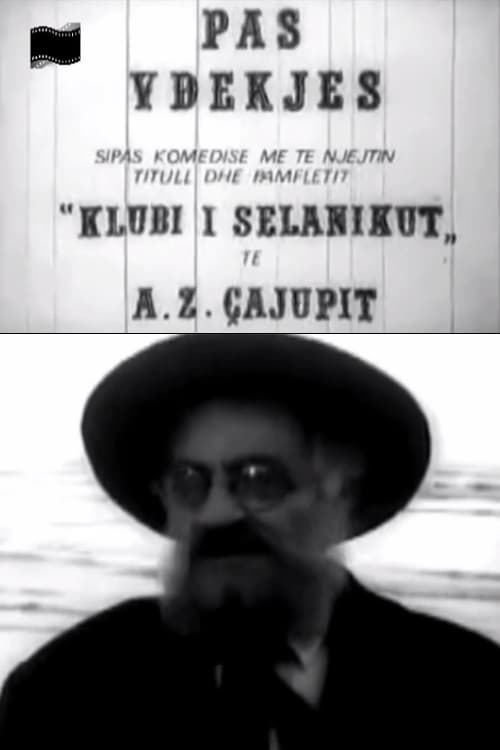 PAS
VDEKJES
SIPAS KOMEDISE ME TE NJEJTIN
TITULL DHE PAMFLETIT
"KLUBI I SELANIKUT„
TE
A.Z. ÇAJUPIT